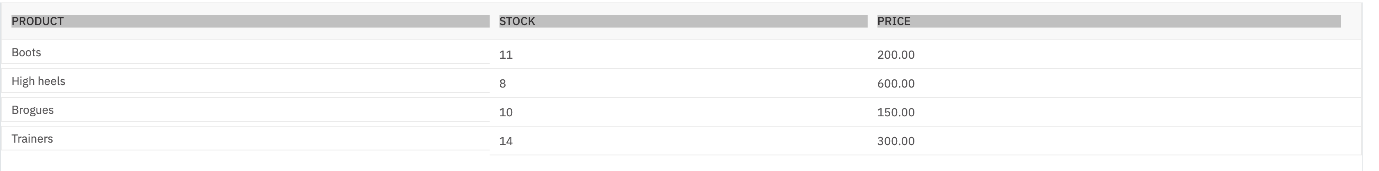 PRODUCT STOCK PRICE
Boots 11 200.00
High heels 8 600.00
Brogues 10 150.00
Trainers 14 300.00